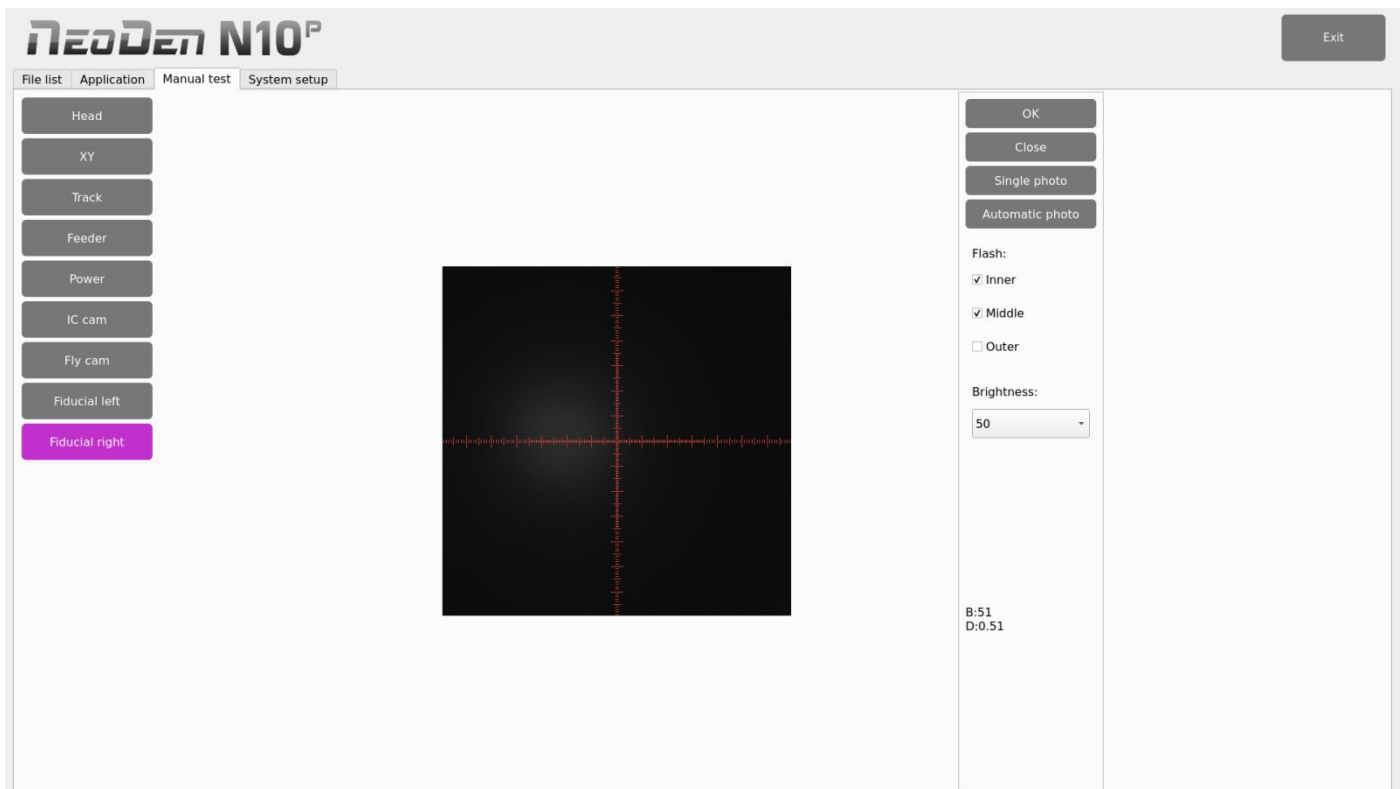 NeoDen N10P
Exit
File list Application Manual test System setup
Head
XY
Track
Feeder
Power
IC cam
Fly cam
Fiducial left
Fiducial right
OK
Close
Single photo
Automatic photo
Flash:
Inner
Middle
Outer
Brightness:
50
B:51
D:0.51